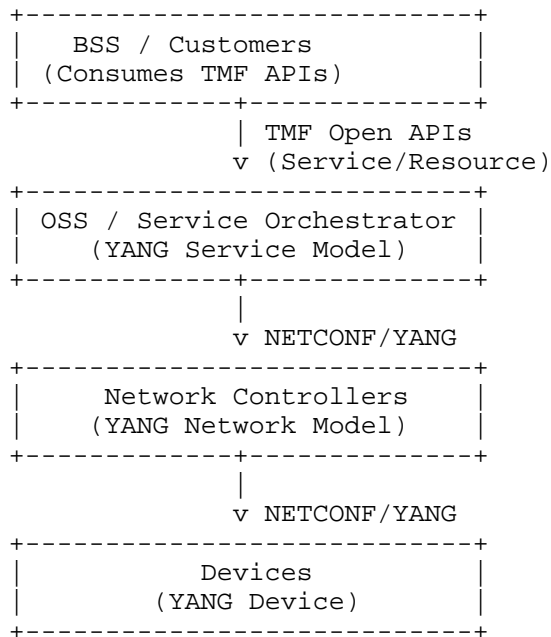 BSS / Customers
(Consumes TMF APIs)
TMF Open APIs
v (Service/Resource)
OSS / Service Orchestrator
(YANG Service Model)
v NETCONF/YANG
Network Controllers
(YANG Network Model)
v NETCONF/YANG
Devices
(YANG Device)